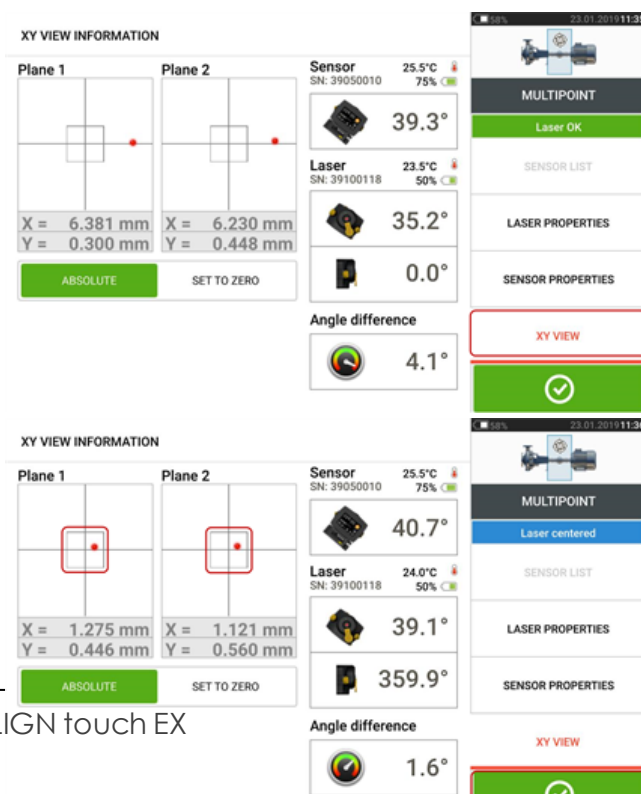 58% 23.01.2019 11:35
XY VIEW INFORMATION
Plane 1 Plane 2
X = 6.381 mm X = 6.230 mm
Y = 0.300 mm Y = 0.448 mm
ABSOLUTE SET TO ZERO
Sensor 25.5°C
SN: 39050010 75%
39.3°
Laser 23.5°C
SN: 39100118 50%
35.2°
0.0°
Angle difference
4.1°
MULTIPOINT
Laser OK
SENSOR LIST
LASER PROPERTIES
SENSOR PROPERTIES
XY VIEW
58% 23.01.2019 11:36
XY VIEW INFORMATION
Plane 1 Plane 2
X = 1.275 mm X = 1.121 mm
Y = 0.446 mm Y = 0.560 mm
ABSOLUTE SET TO ZERO
Sensor 25.5°C
SN: 39050010 75%
40.7°
Laser 24.0°C
SN: 39100118 50%
39.1°
359.9°
Angle difference
1.6°
MULTIPOINT
Laser centered
SENSOR LIST
LASER PROPERTIES
SENSOR PROPERTIES
XY VIEW
LIGN touch EX